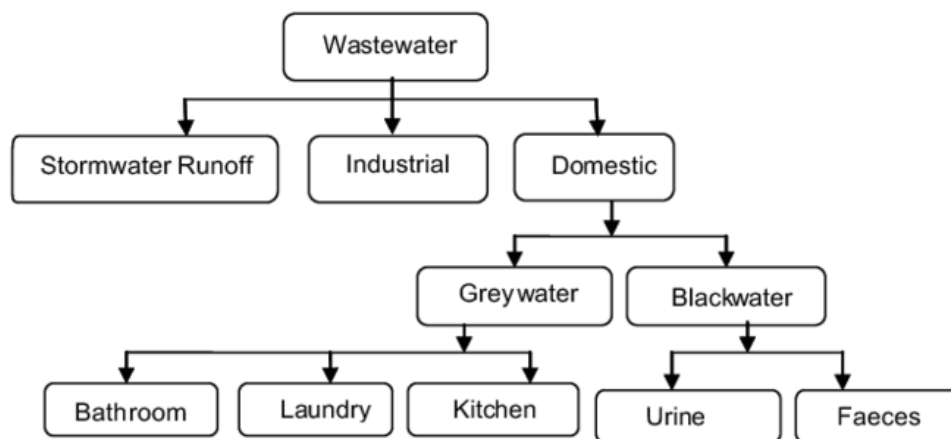 Wastewater
Stormwater Runoff
Industrial
Domestic
Greywater
Blackwater
Bathroom
Laundry
Kitchen
Urine
Faeces